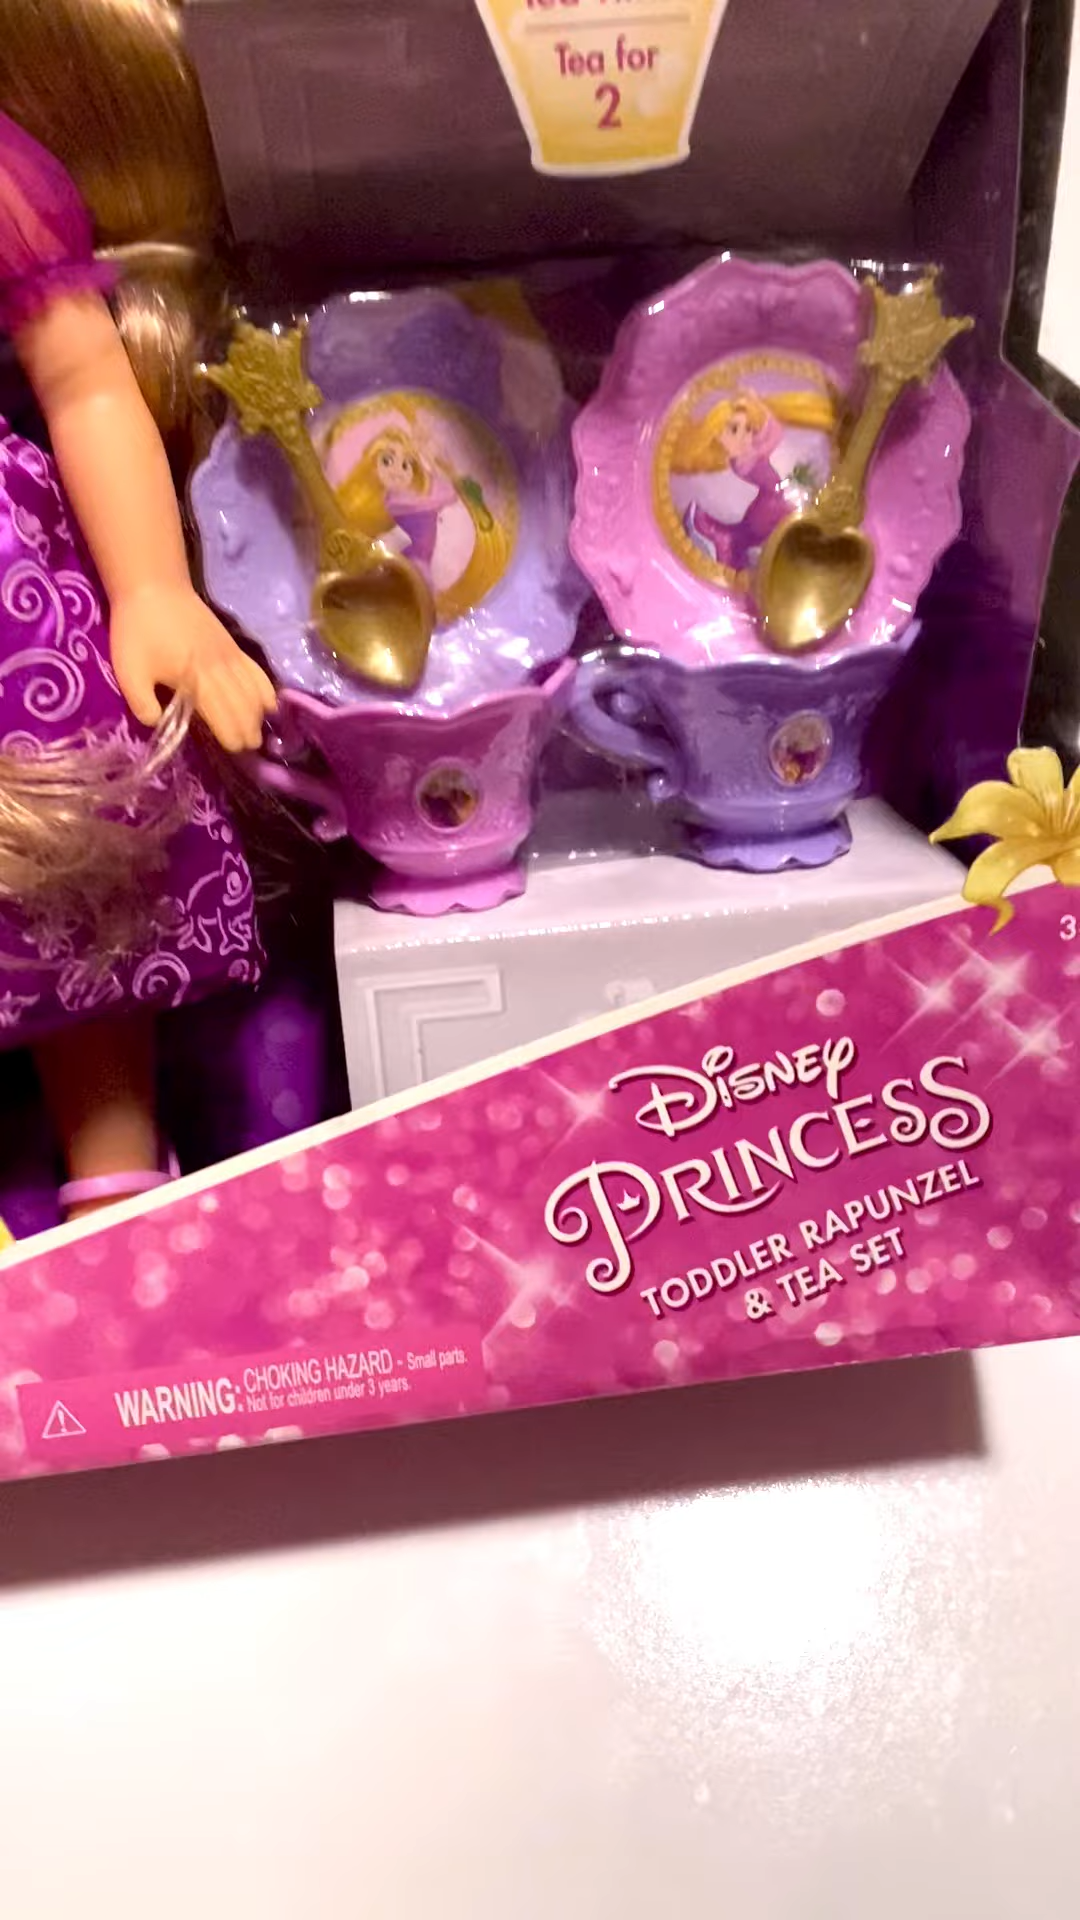 Tea for
2
3
Disney
PRINCESS
TODDLER RAPUNZEL
& TEA SET
WARNING: CHOKING HAZARD - Small parts.
Not for children under 3 years.